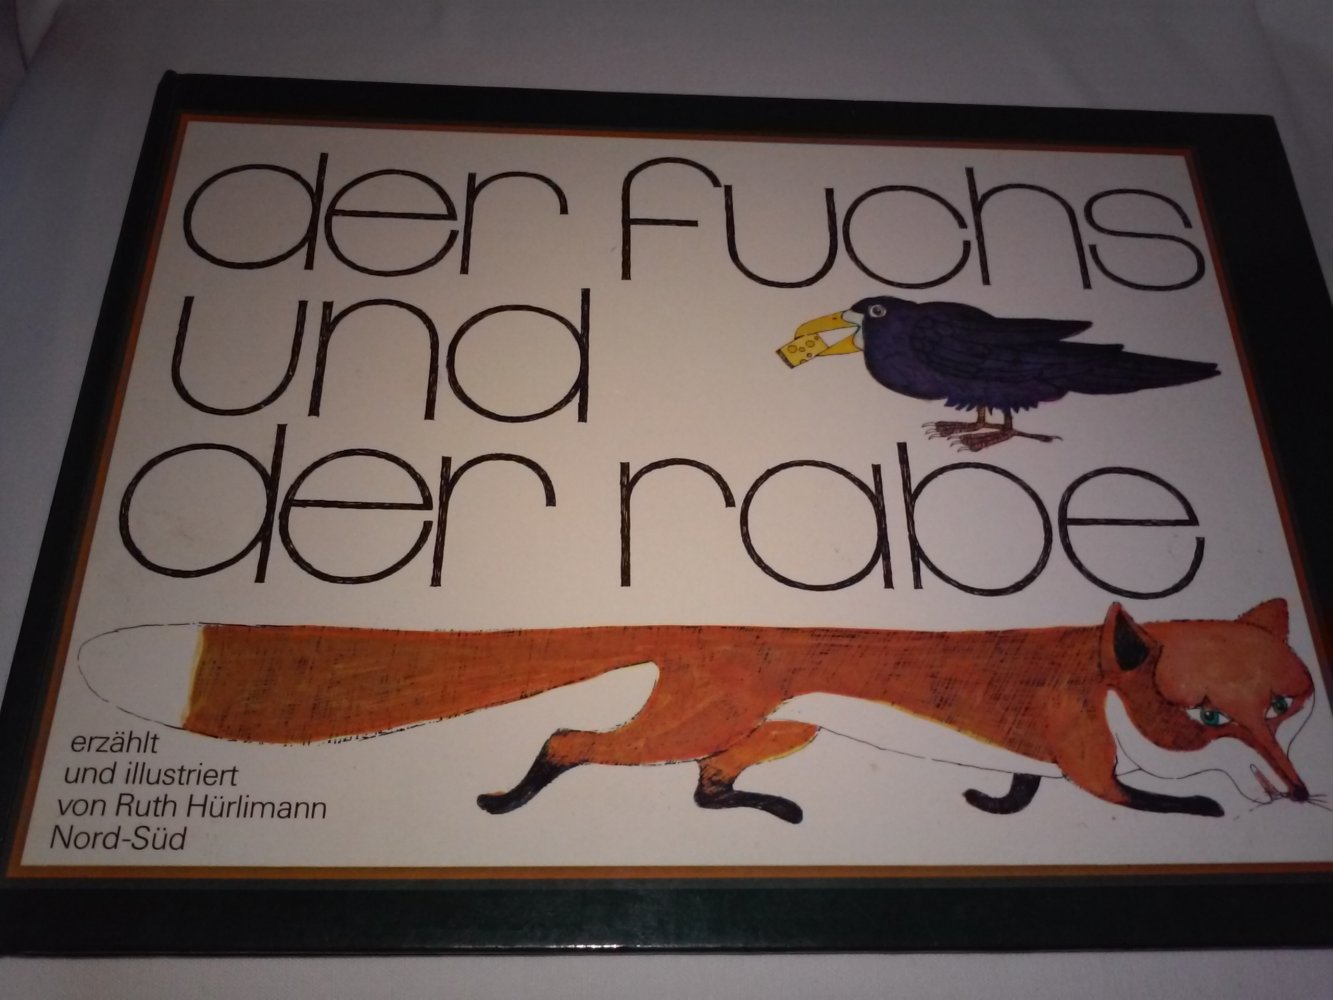 der fuchs
und
der rabe
erzählt
und illustriert
von Ruth Hürlimann
Nord-Süd